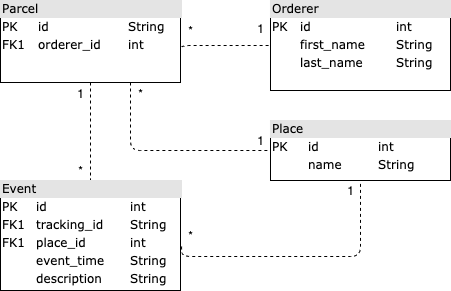 Parcel
PK id String
FK1 orderer_id int
Orderer
PK id int
first_name String
last_name String
* 1
1
*
*
1
Place
PK id int
name String
1
*
Event
PK id int
FK1 tracking_id String
FK1 place_id int
event_time String
description String